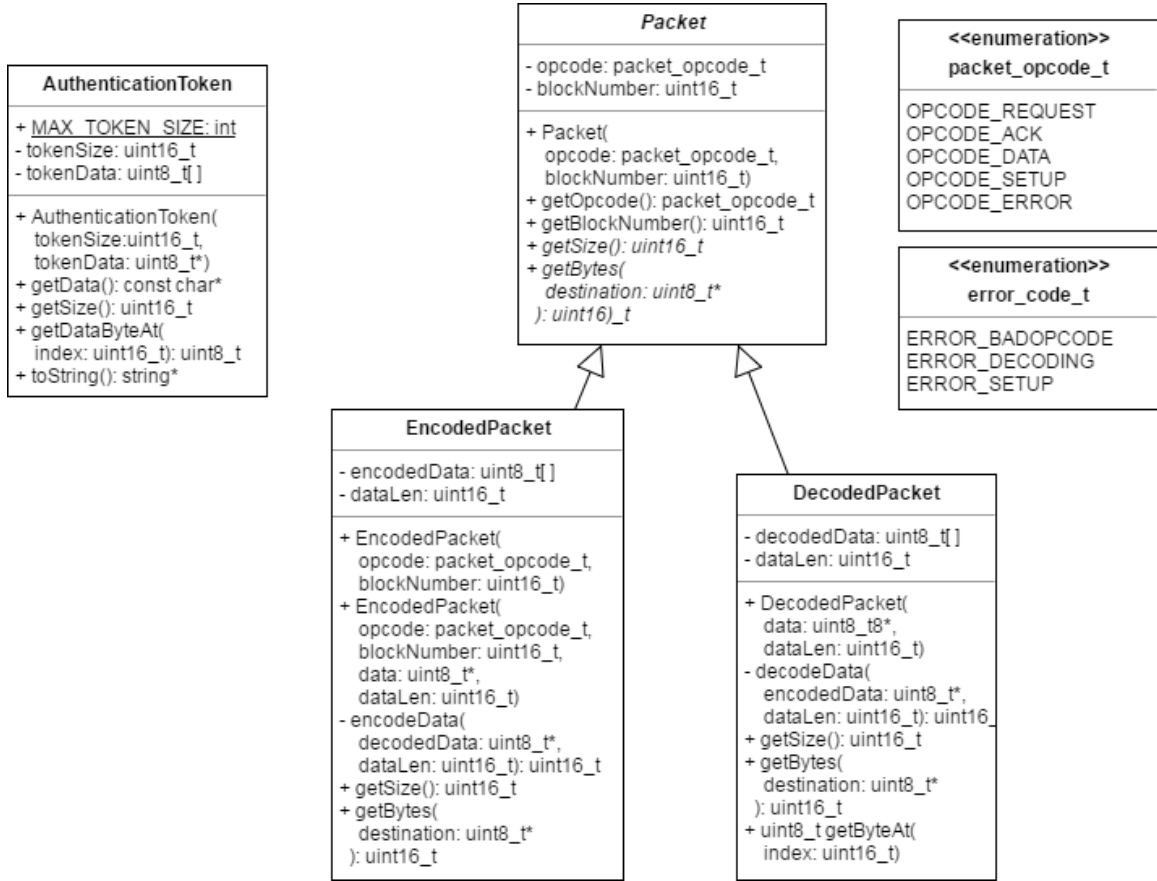 AuthenticationToken
+ MAX_TOKEN_SIZE: int
- tokenSize: uint16_t
- tokenData: uint8_t[ ]
+ AuthenticationToken(
tokenSize:uint16_t,
tokenData: uint8_t*)
+ getData(): const char*
+ getSize(): uint16_t
+ getDataByteAt(
index: uint16_t): uint8_t
+ toString(): string*
Packet
- opcode: packet_opcode_t
- blockNumber: uint16_t
+ Packet(
opcode: packet_opcode_t,
blockNumber: uint16_t)
+ getOpcode(): packet_opcode_t
+ getBlockNumber(): uint16_t
+ getSize(): uint16_t
+ getBytes(
destination: uint8_t*
): uint16)_t
<<enumeration>>
packet_opcode_t
OPCODE_REQUEST
OPCODE_ACK
OPCODE_DATA
OPCODE_SETUP
OPCODE_ERROR
<<enumeration>>
error_code_t
ERROR_BADOPCODE
ERROR_DECODING
ERROR_SETUP
EncodedPacket
- encodedData: uint8_t[ ]
- dataLen: uint16_t
+ EncodedPacket(
opcode: packet_opcode_t,
blockNumber: uint16_t)
+ EncodedPacket(
opcode: packet_opcode_t,
blockNumber: uint16_t,
data: uint8_t*,
dataLen: uint16_t)
- encodeData(
decodedData: uint8_t*,
dataLen: uint16_t): uint16_t
+ getSize(): uint16_t
+ getBytes(
destination: uint8_t*
): uint16_t
DecodedPacket
- decodedData: uint8_t[ ]
- dataLen: uint16_t
+ DecodedPacket(
data: uint8_t8*,
dataLen: uint16_t)
- decodeData(
encodedData: uint8_t*,
dataLen: uint16_t): uint16_
+ getSize(): uint16_t
+ getBytes(
destination: uint8_t*
): uint16_t
+ uint8_t getByteAt(
index: uint16_t)